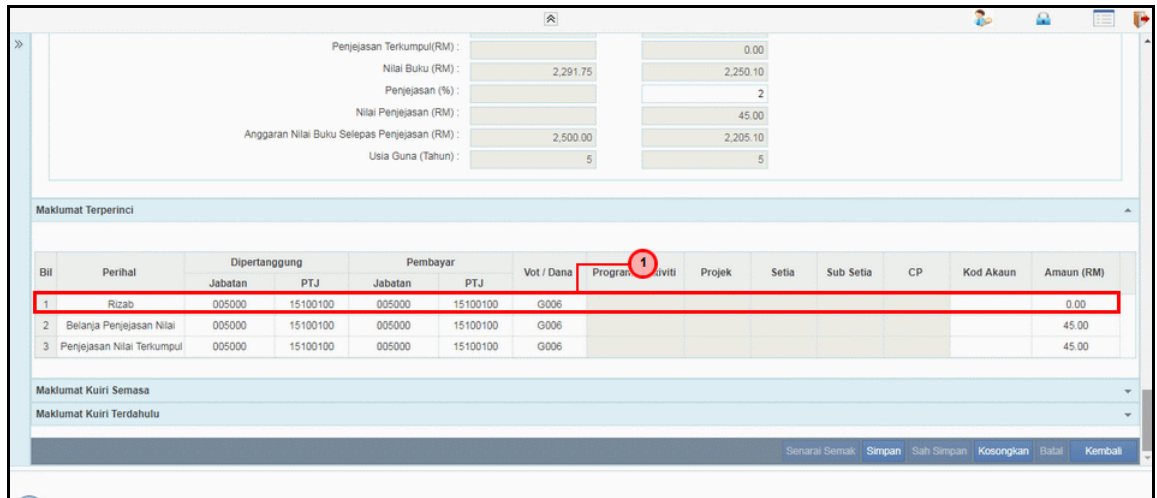 Penjejasan Terkumpul(RM) : 0.00
Nilai Buku (RM) : 2,291.75 2,250.10
Penjejasan (%) : 2
Nilai Penjejasan (RM) : 45.00
Anggaran Nilai Buku Selepas Penjejasan (RM) : 2,500.00 2,205.10
Usia Guna (Tahun) : 5 5
Maklumat Terperinci
Bil Perihal Dipertanggung Pembayar Vot / Dana Program 1 tiviti Projek Setia Sub Setia CP Kod Akaun Amaun (RM)
Jabatan PTJ Jabatan PTJ
1 Rizab 005000 15100100 005000 15100100 G006 0.00
2 Belanja Penjejasan Nilai 005000 15100100 005000 15100100 G006 45.00
3 Penjejasan Nilai Terkumpul 005000 15100100 005000 15100100 G006 45.00
Maklumat Kuiri Semasa
Maklumat Kuiri Terdahulu
Senarai Semak Simpan Sah Simpan Kosongkan Batal Kembali